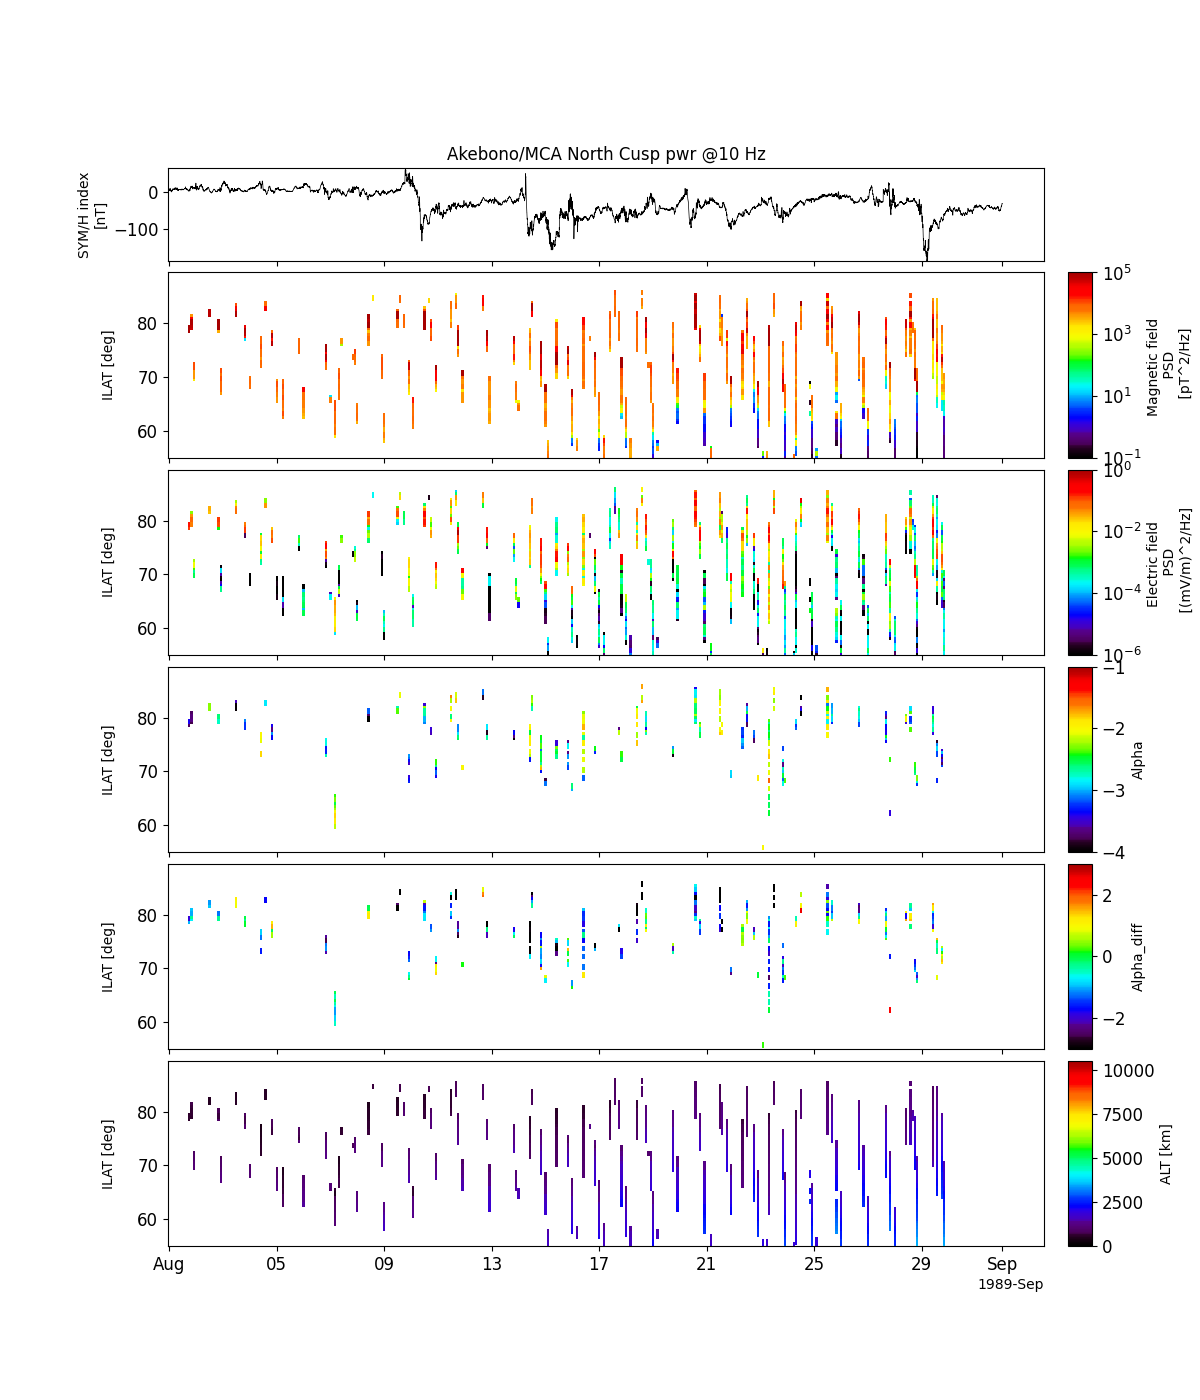 Akebono/MCA North Cusp pwr @10 Hz
SYM/H index
[nT]
0
−100
ILAT [deg]
80
70
60
10^5
10^3
10^1
10^−1
Magnetic field
PSD
[pT^2/Hz]
ILAT [deg]
80
70
60
10^0
10^−2
10^−4
10^−6
Electric field
PSD
[(mV/m)^2/Hz]
ILAT [deg]
80
70
60
−1
−2
−3
−4
Alpha
ILAT [deg]
80
70
60
2
0
−2
Alpha_diff
ILAT [deg]
80
70
60
10000
7500
5000
2500
0
ALT [km]
Aug 05 09 13 17 21 25 29 Sep
1989-Sep